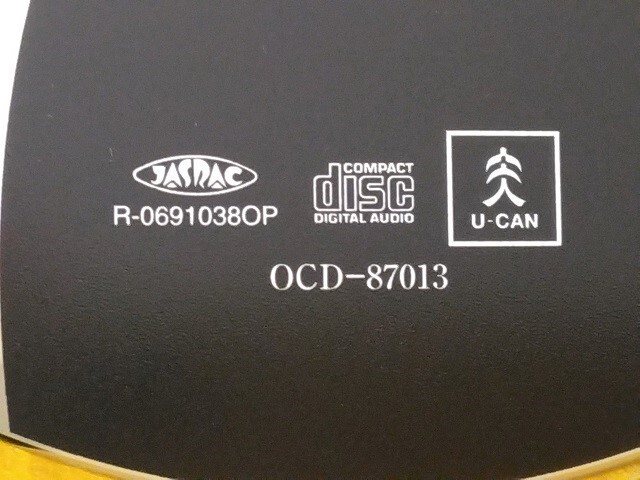 JASRAC
R-0691038OP
COMPACT
disc
DIGITAL AUDIO
U-CAN
OCD-87013